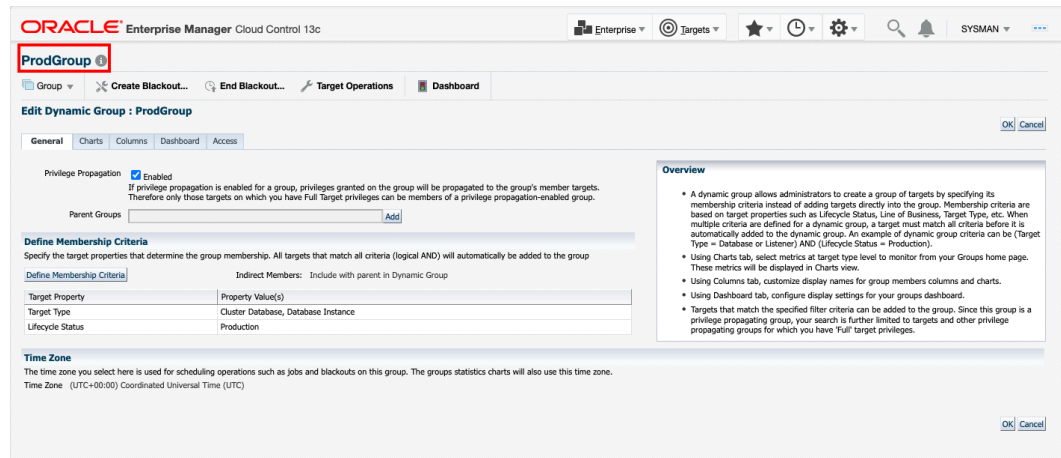 ORACLE Enterprise Manager Cloud Control 13c
Enterprise Targets SYSMAN
ProdGroup
Group Create Blackout... End Blackout... Target Operations Dashboard
Edit Dynamic Group : ProdGroup
OK Cancel
General Charts Columns Dashboard Access
Privilege Propagation Enabled
If privilege propagation is enabled for a group, privileges granted on the group will be propagated to the group's member targets.
Therefore only those targets on which you have Full Target privileges can be members of a privilege propagation-enabled group.
Parent Groups Add
Define Membership Criteria
Specify the target properties that determine the group membership. All targets that match all criteria (logical AND) will automatically be added to the group
Define Membership Criteria Indirect Members: Include with parent in Dynamic Group
Target Property Property Value(s)
Target Type Cluster Database, Database Instance
Lifecycle Status Production
Overview
A dynamic group allows administrators to create a group of targets by specifying its
membership criteria instead of adding targets directly into the group. Membership criteria are
based on target properties such as Lifecycle Status, Line of Business, Target Type, etc. When
multiple criteria are defined for a dynamic group, a target must match all criteria before it is
automatically added to the dynamic group. An example of dynamic group criteria can be (Target
Type = Database or Listener) AND (Lifecycle Status = Production).
Using Charts tab, select metrics at target type level to monitor from your Groups home page.
These metrics will be displayed in Charts view.
Using Columns tab, customize display names for group members columns and charts.
Using Dashboard tab, configure display settings for your groups dashboard.
Targets that match the specified filter criteria can be added to the group. Since this group is a
privilege propagating group, your search is further limited to targets and other privilege
propagating groups for which you have 'Full' target privileges.
Time Zone
The time zone you select here is used for scheduling operations such as jobs and blackouts on this group. The groups statistics charts will also use this time zone.
Time Zone (UTC+00:00) Coordinated Universal Time (UTC)
OK Cancel